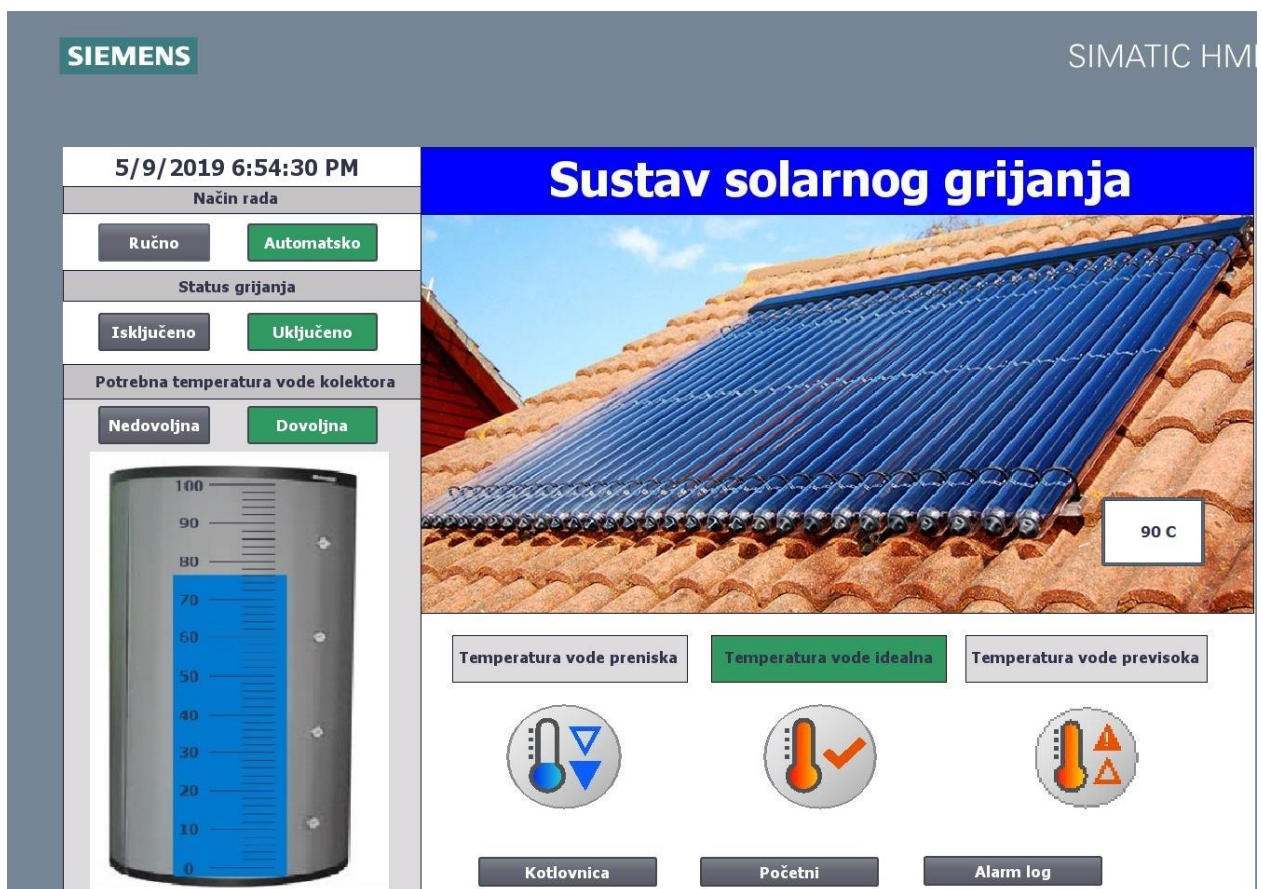 SIEMENS
SIMATIC HMI
5/9/2019 6:54:30 PM
Sustav solarnog grijanja
Način rada
Ručno
Automatsko
Status grijanja
Isključeno
Uključeno
Potrebna temperatura vode kolektora
Nedovoljna
Dovoljna
100
90
80
70
60
50
40
30
20
10
0
90 C
Temperatura vode preniska
Temperatura vode idealna
Temperatura vode previsoka
Kotlovnica
Početni
Alarm log